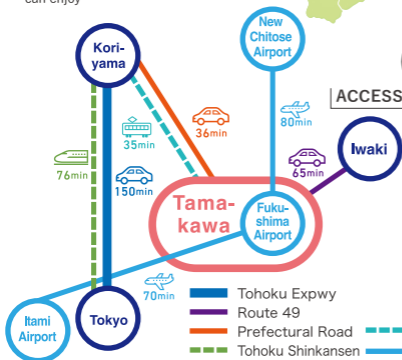 can enjoy
New
Chitose
Airport
Kori-
yama
ACCESS
36min
80min
35min
Iwaki
65min
76min
150min
Tama-
kawa
Fuku-
shima
Airport
70min
Itami
Airport
Tokyo
Tohoku Expwy
Route 49
Prefectural Road
Tohoku Shinkansen